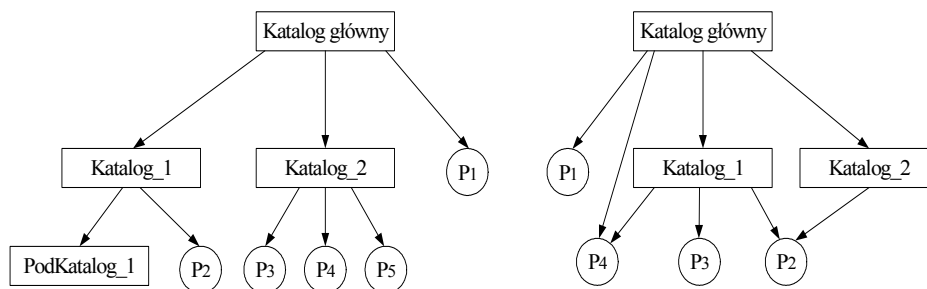 Katalog główny
Katalog_1
Katalog_2
P1
PodKatalog_1
P2
P3
P4
P5
Katalog główny
P1
Katalog_1
Katalog_2
P4
P3
P2